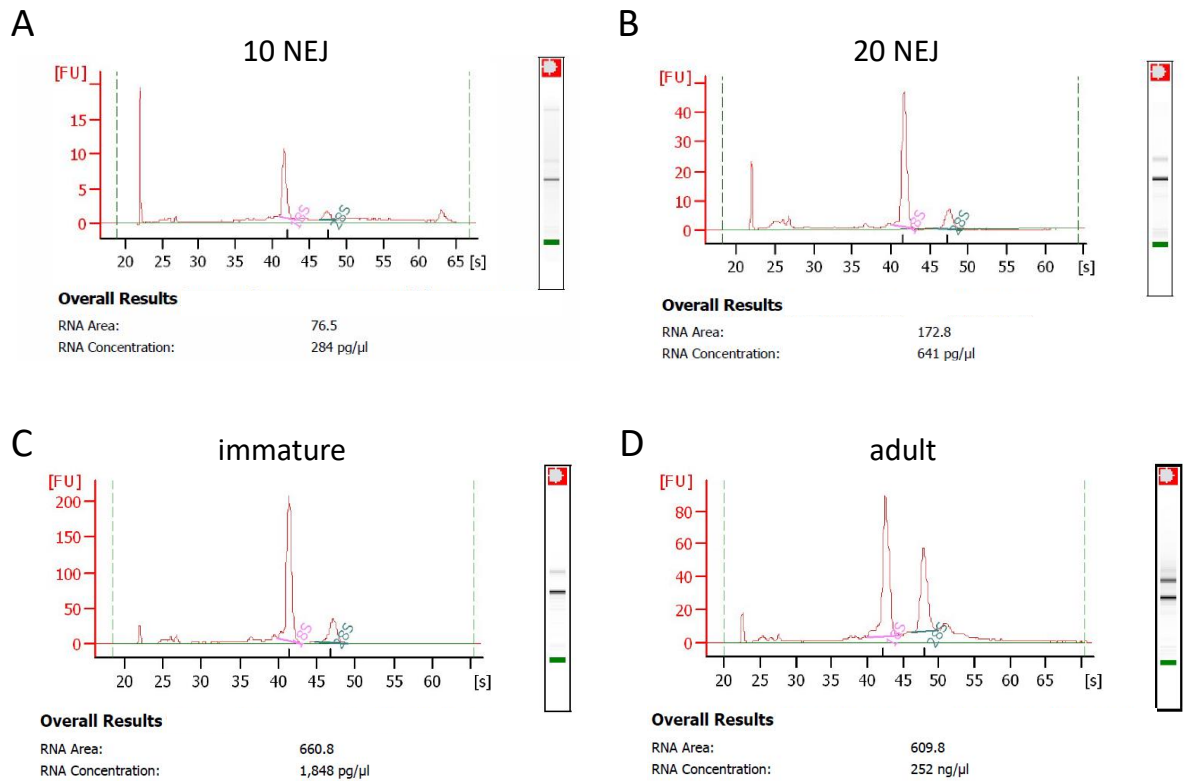 A
10 NEJ
[FU]
15
10
5
0
18S
28S
20 25 30 35 40 45 50 55 60 65 [s]
Overall Results
RNA Area: 76.5
RNA Concentration: 284 pg/µl
B
20 NEJ
[FU]
40
30
20
10
0
18S
28S
20 25 30 35 40 45 50 55 60 [s]
Overall Results
RNA Area: 172.8
RNA Concentration: 641 pg/µl
C
immature
[FU]
200
150
100
50
0
18S
28S
20 25 30 35 40 45 50 55 60 [s]
Overall Results
RNA Area: 660.8
RNA Concentration: 1,848 pg/µl
D
adult
[FU]
80
60
40
20
0
18S
28S
20 25 30 35 40 45 50 55 60 65 [s]
Overall Results
RNA Area: 609.8
RNA Concentration: 252 ng/µl